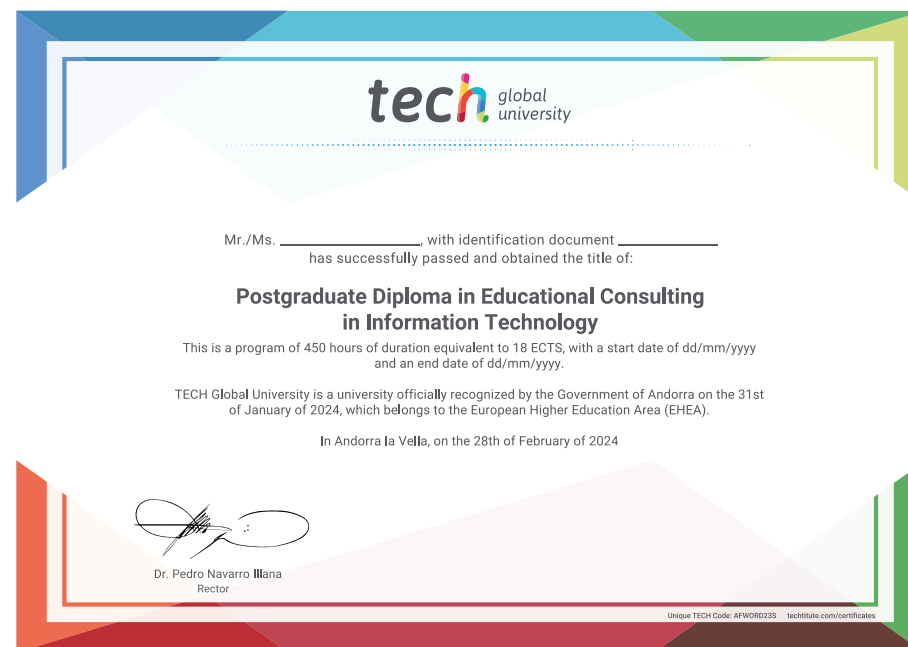 tech global university
Mr./Ms. ____________________, with identification document ______________
has successfully passed and obtained the title of:
Postgraduate Diploma in Educational Consulting
in Information Technology
This is a program of 450 hours of duration equivalent to 18 ECTS, with a start date of dd/mm/yyyy
and an end date of dd/mm/yyyy.
TECH Global University is a university officially recognized by the Government of Andorra on the 31st
of January of 2024, which belongs to the European Higher Education Area (EHEA).
In Andorra la Vella, on the 28th of February of 2024
Dr. Pedro Navarro Illana
Rector
Unique TECH Code: AFWORD23S techtitute.com/certificates